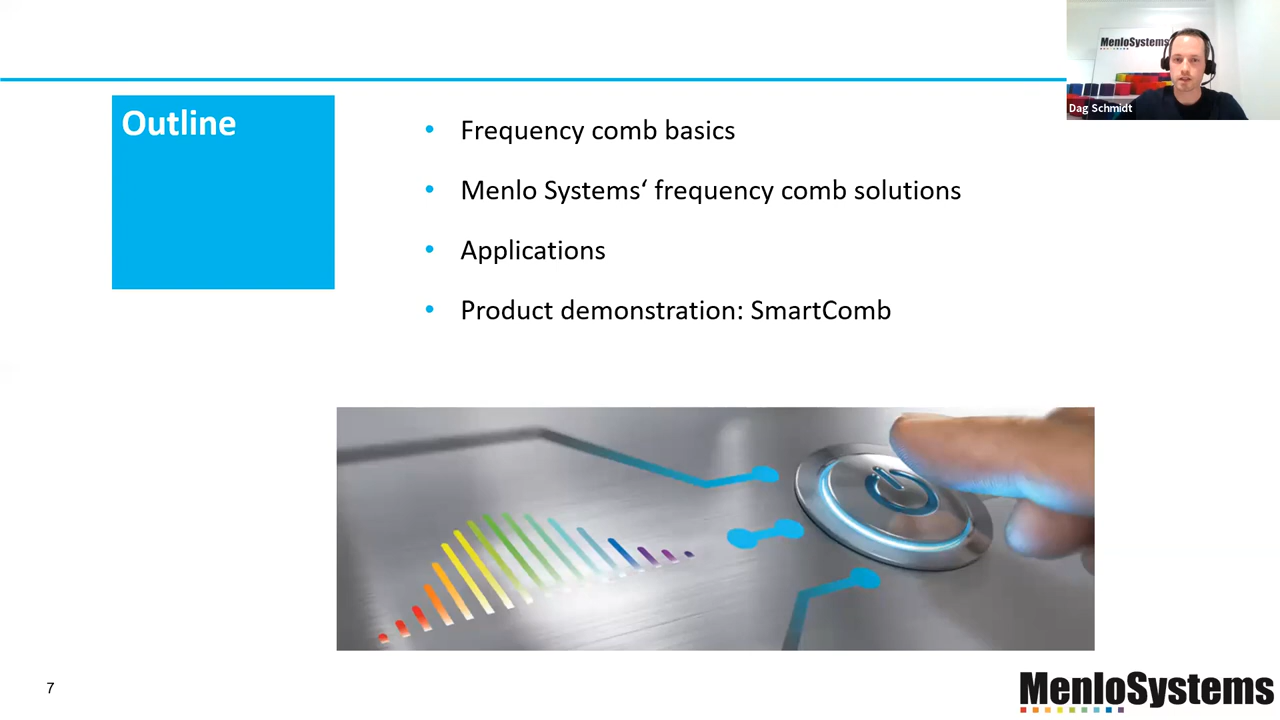 MenloSystems
Dag Schmidt
Outline
• Frequency comb basics
• Menlo Systems‘ frequency comb solutions
• Applications
• Product demonstration: SmartComb
7
MenloSystems